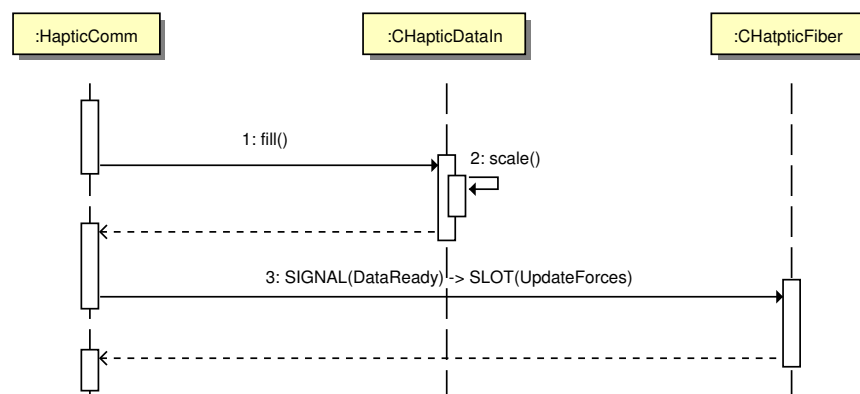 :HapticComm
:CHapticDataIn
:CHatpticFiber
1: fill()
2: scale()
3: SIGNAL(DataReady) -> SLOT(UpdateForces)